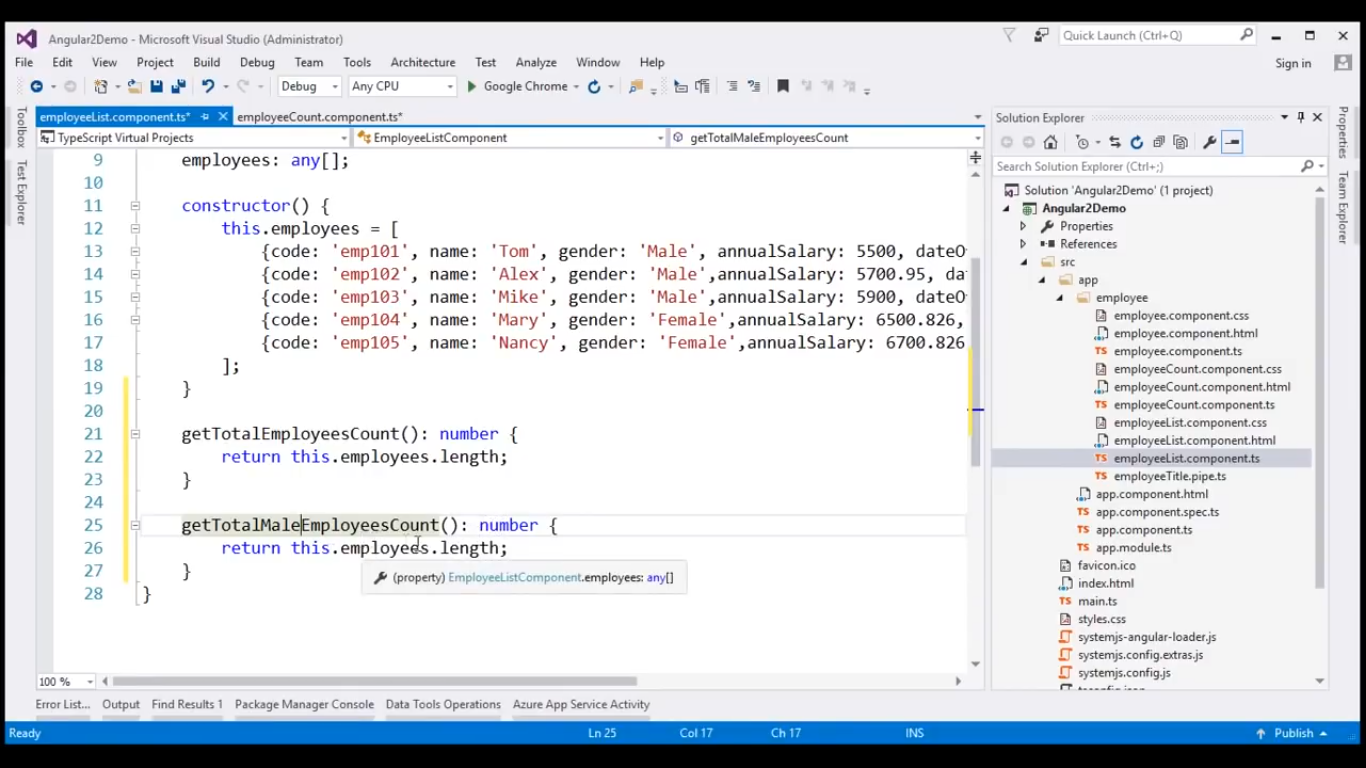 Angular2Demo - Microsoft Visual Studio (Administrator)
Quick Launch (Ctrl+Q)
File Edit View Project Build Debug Team Tools Architecture Test Analyze Window Help
Sign in
Debug Any CPU Google Chrome
Toolbox
Test Explorer
employeeList.component.ts* employeeCount.component.ts*
TypeScript Virtual Projects EmployeeListComponent getTotalMaleEmployeesCount
9 employees: any[];
10
11 constructor() {
12 this.employees = [
13 {code: 'emp101', name: 'Tom', gender: 'Male', annualSalary: 5500, dateO
14 {code: 'emp102', name: 'Alex', gender: 'Male',annualSalary: 5700.95, da
15 {code: 'emp103', name: 'Mike', gender: 'Male',annualSalary: 5900, dateO
16 {code: 'emp104', name: 'Mary', gender: 'Female',annualSalary: 6500.826,
17 {code: 'emp105', name: 'Nancy', gender: 'Female',annualSalary: 6700.826
18 ];
19 }
20
21 getTotalEmployeesCount(): number {
22 return this.employees.length;
23 }
24
25 getTotalMaleEmployeesCount(): number {
26 return this.employees.length;
27 }
(property) EmployeeListComponent.employees: any[]
28 }
100 %
Solution Explorer
Search Solution Explorer (Ctrl+;)
Solution 'Angular2Demo' (1 project)
Angular2Demo
Properties
References
src
app
employee
employee.component.css
employee.component.html
employee.component.ts
employeeCount.component.css
employeeCount.component.html
employeeCount.component.ts
employeeList.component.css
employeeList.component.html
employeeList.component.ts
employeeTitle.pipe.ts
app.component.html
app.component.spec.ts
app.component.ts
app.module.ts
favicon.ico
index.html
main.ts
styles.css
systemjs-angular-loader.js
systemjs.config.extras.js
systemjs.config.js
Properties
Team Explorer
Error List... Output Find Results 1 Package Manager Console Data Tools Operations Azure App Service Activity
Ready Ln 25 Col 17 Ch 17 INS Publish